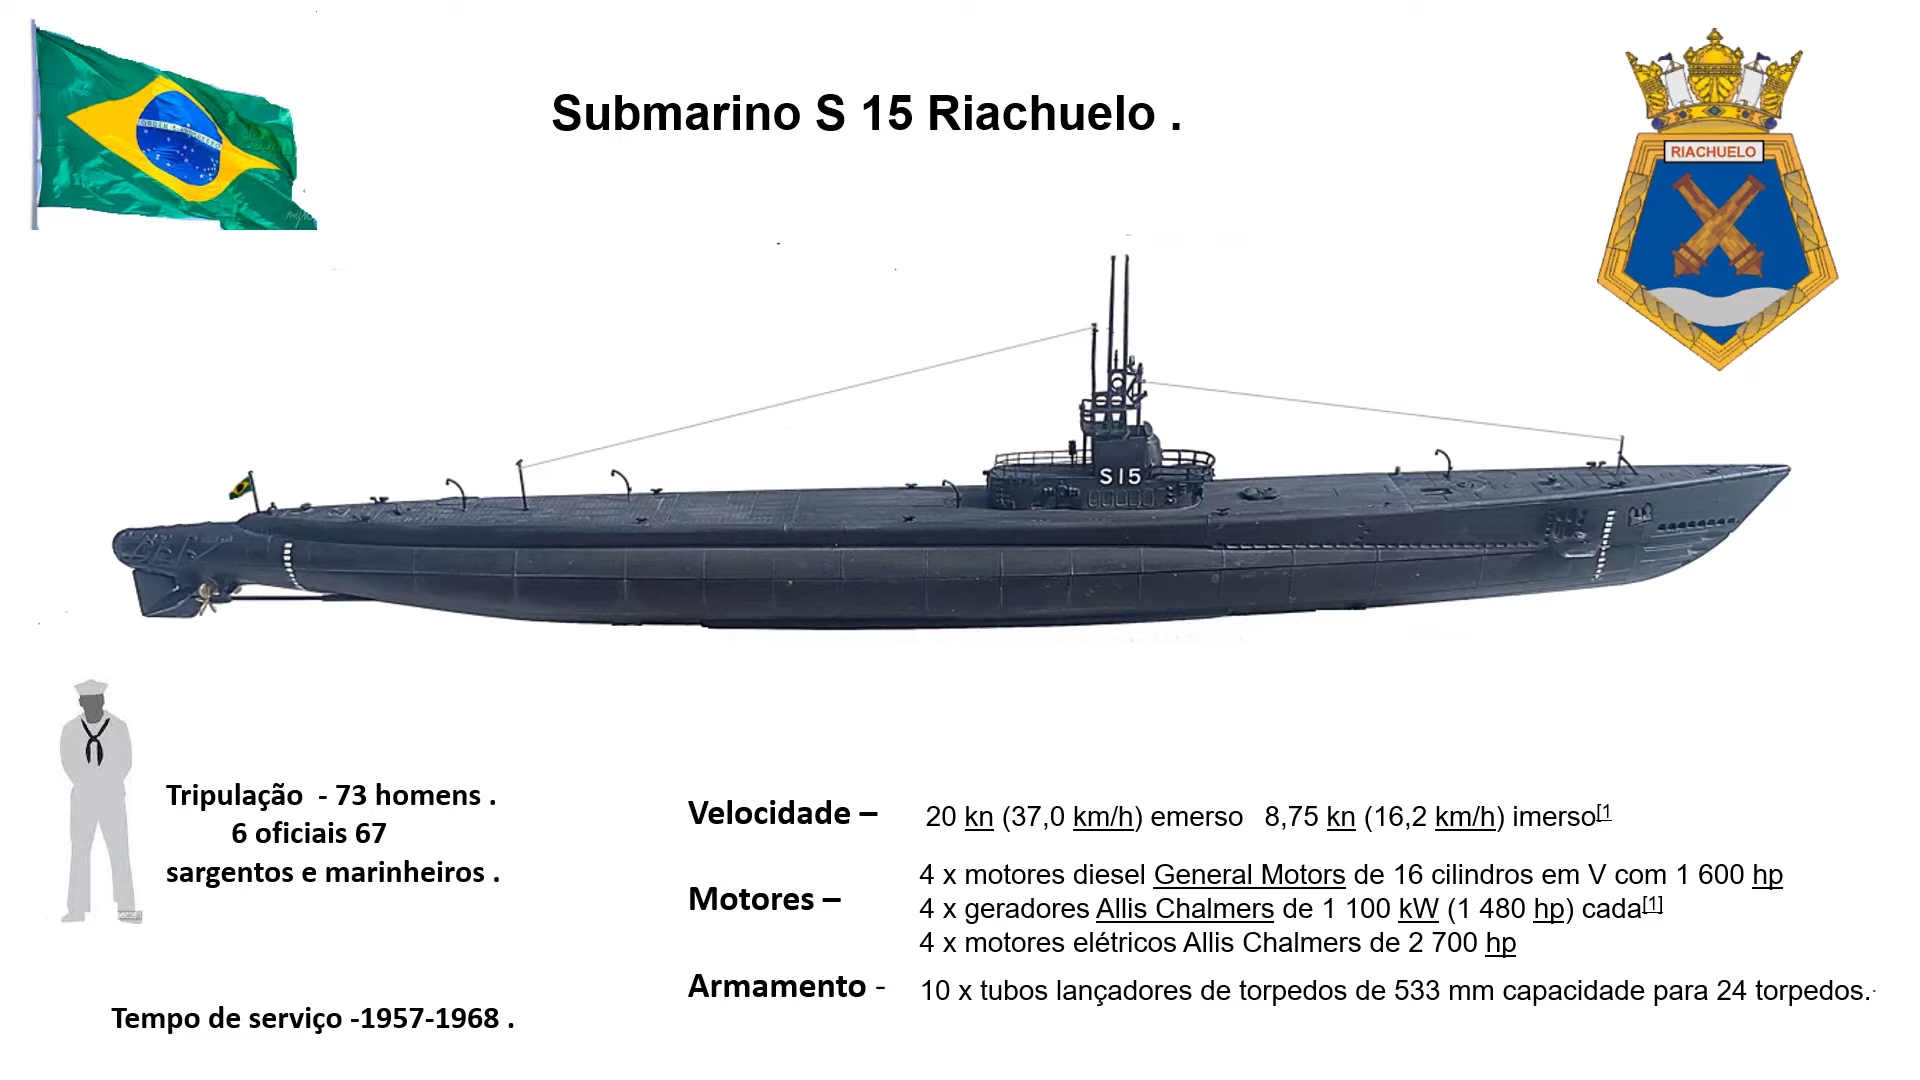 Submarino S 15 Riachuelo .
RIACHUELO
S15
Tripulação - 73 homens .
6 oficiais 67
sargentos e marinheiros .
Tempo de serviço -1957-1968 .
Velocidade – 20 kn (37,0 km/h) emerso 8,75 kn (16,2 km/h) imerso[1
Motores –
4 x motores diesel General Motors de 16 cilindros em V com 1 600 hp
4 x geradores Allis Chalmers de 1 100 kW (1 480 hp) cada[1]
4 x motores elétricos Allis Chalmers de 2 700 hp
Armamento - 10 x tubos lançadores de torpedos de 533 mm capacidade para 24 torpedos.